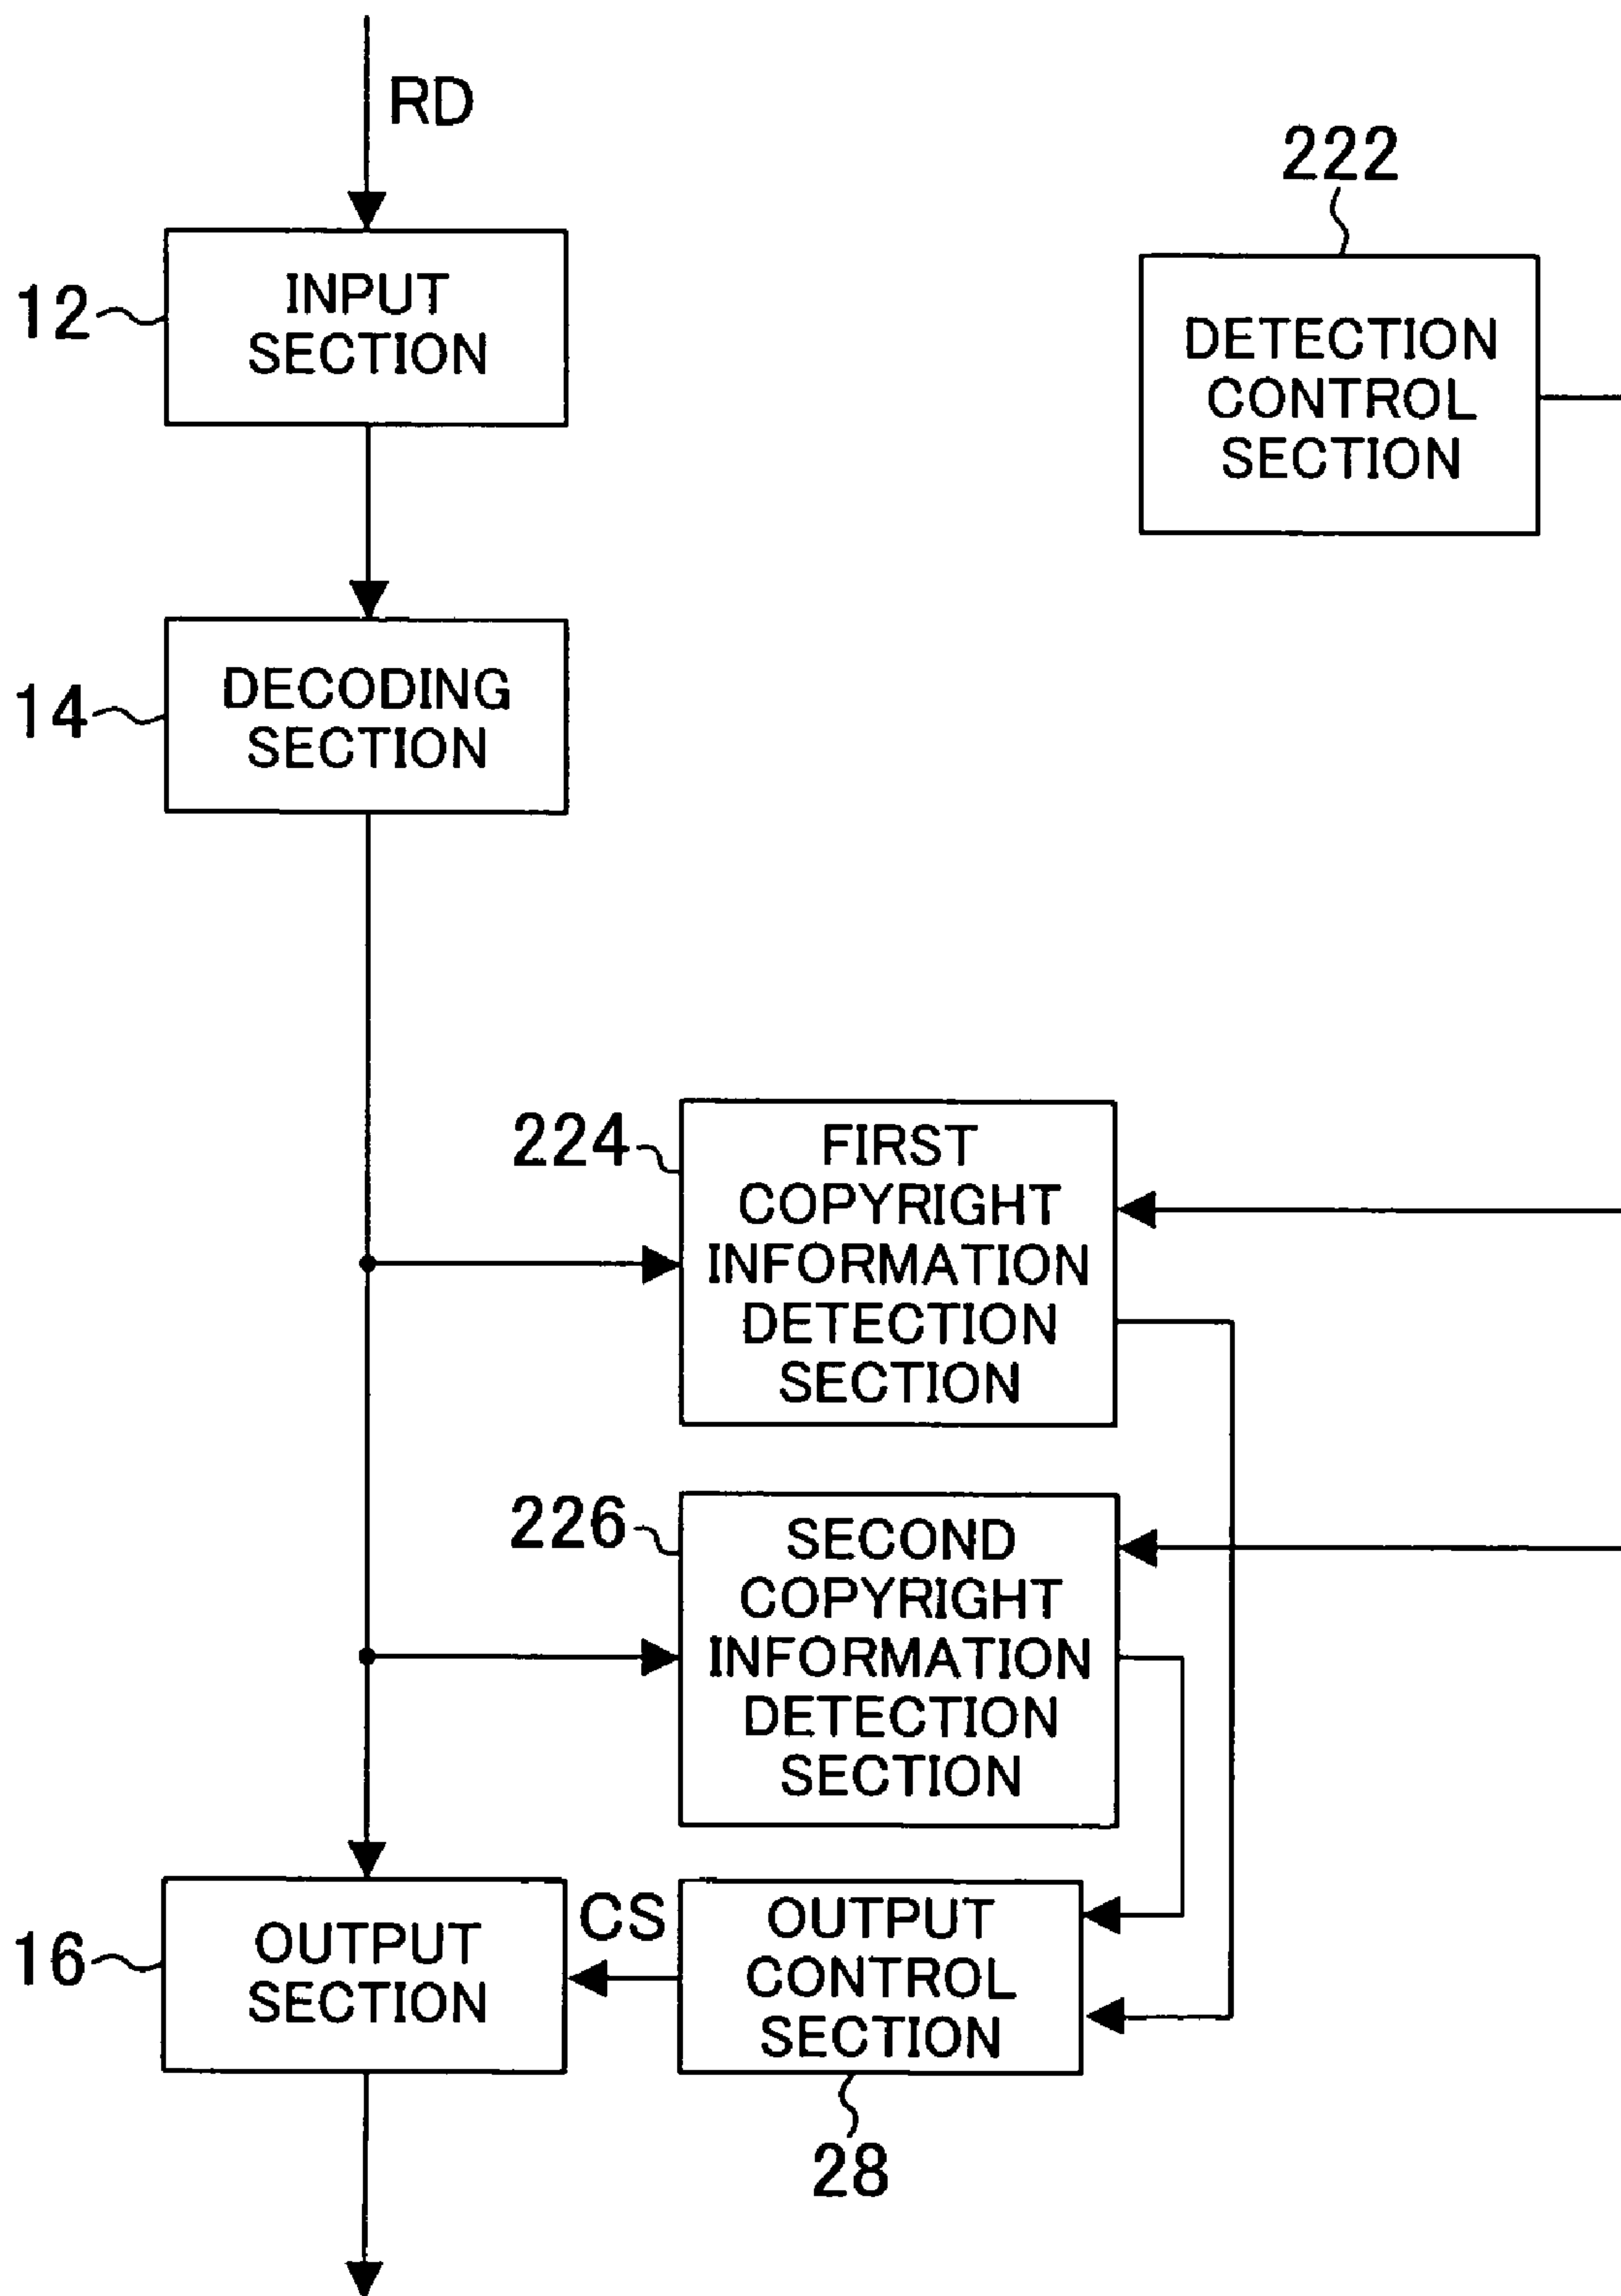 RD
222
12
INPUT
SECTION
DETECTION
CONTROL
SECTION
14
DECODING
SECTION
224
FIRST
COPYRIGHT
INFORMATION
DETECTION
SECTION
226
SECOND
COPYRIGHT
INFORMATION
DETECTION
SECTION
16
OUTPUT
SECTION
CS
OUTPUT
CONTROL
SECTION
28